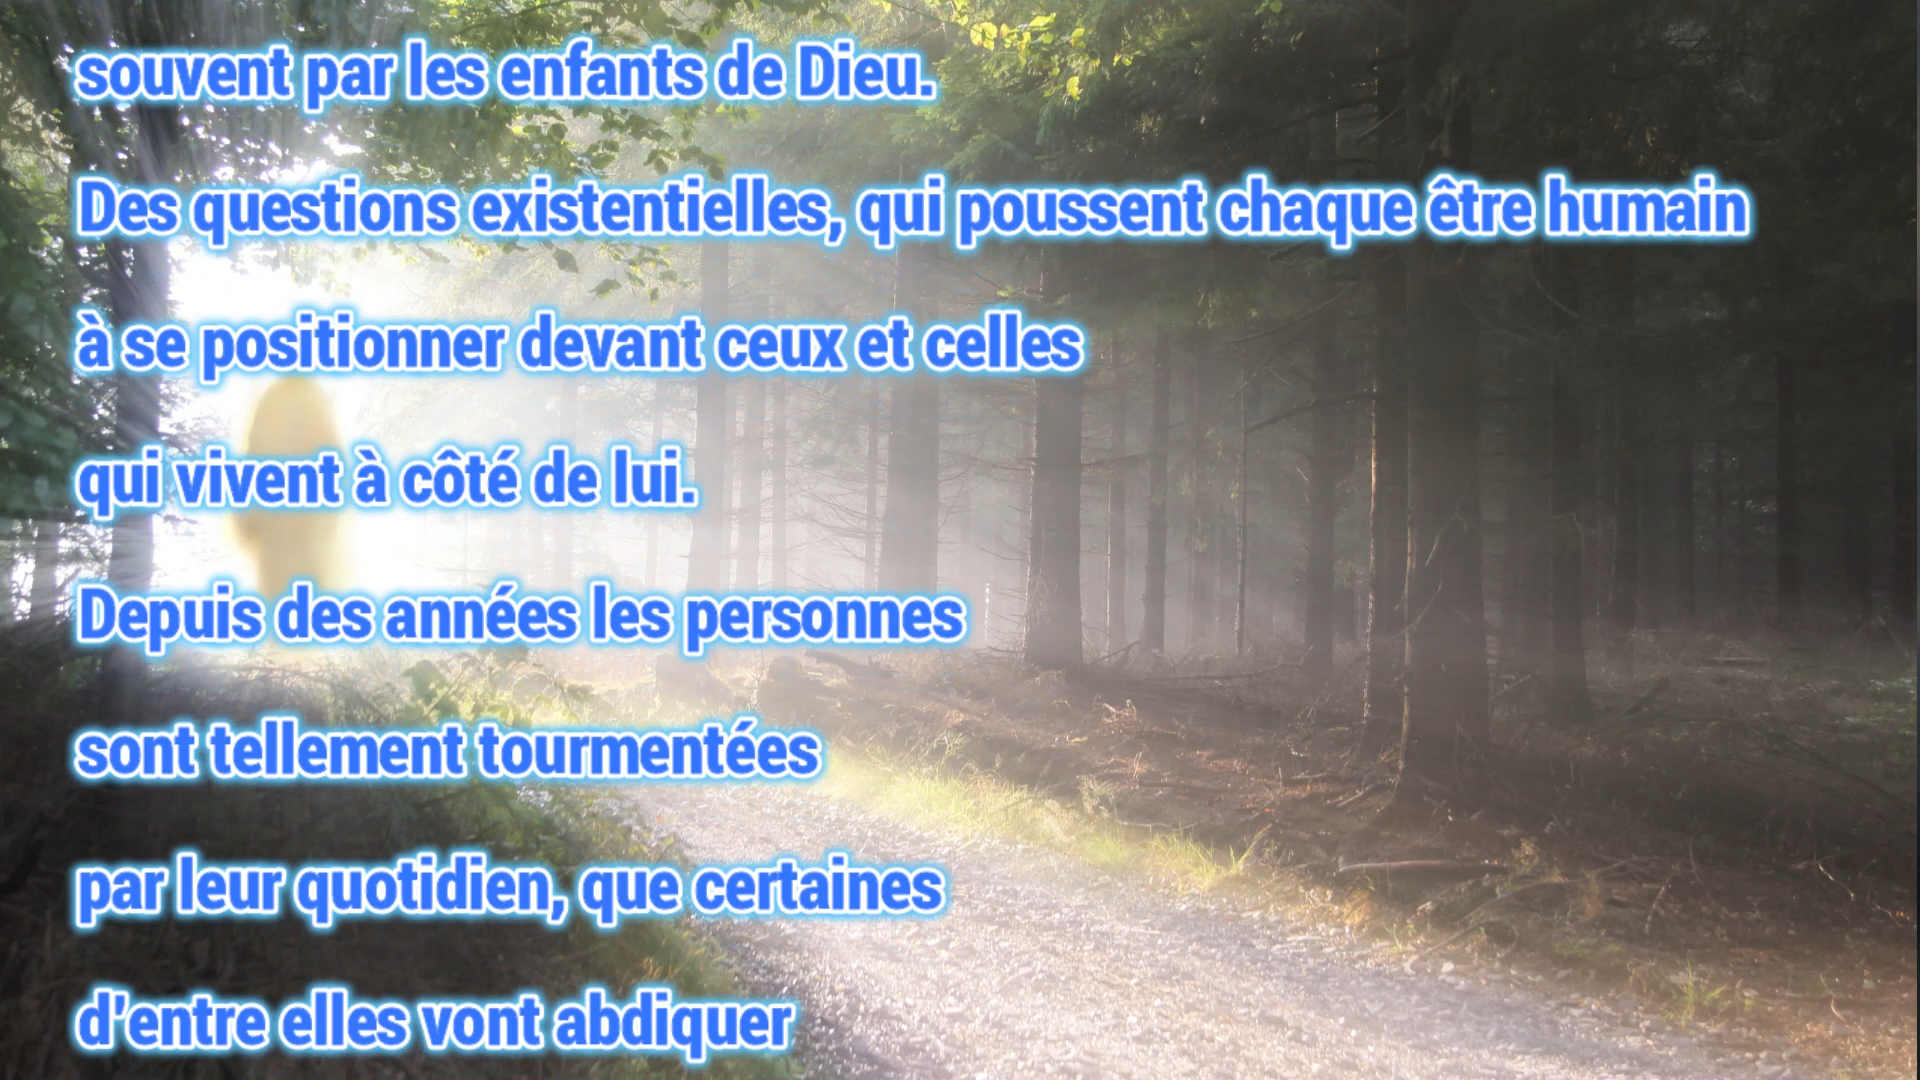 souvent par les enfants de Dieu.
Des questions existentielles, qui poussent chaque être humain
à se positionner devant ceux et celles
qui vivent à côté de lui.
Depuis des années les personnes
sont tellement tourmentées
par leur quotidien, que certaines
d'entre elles vont abdiquer